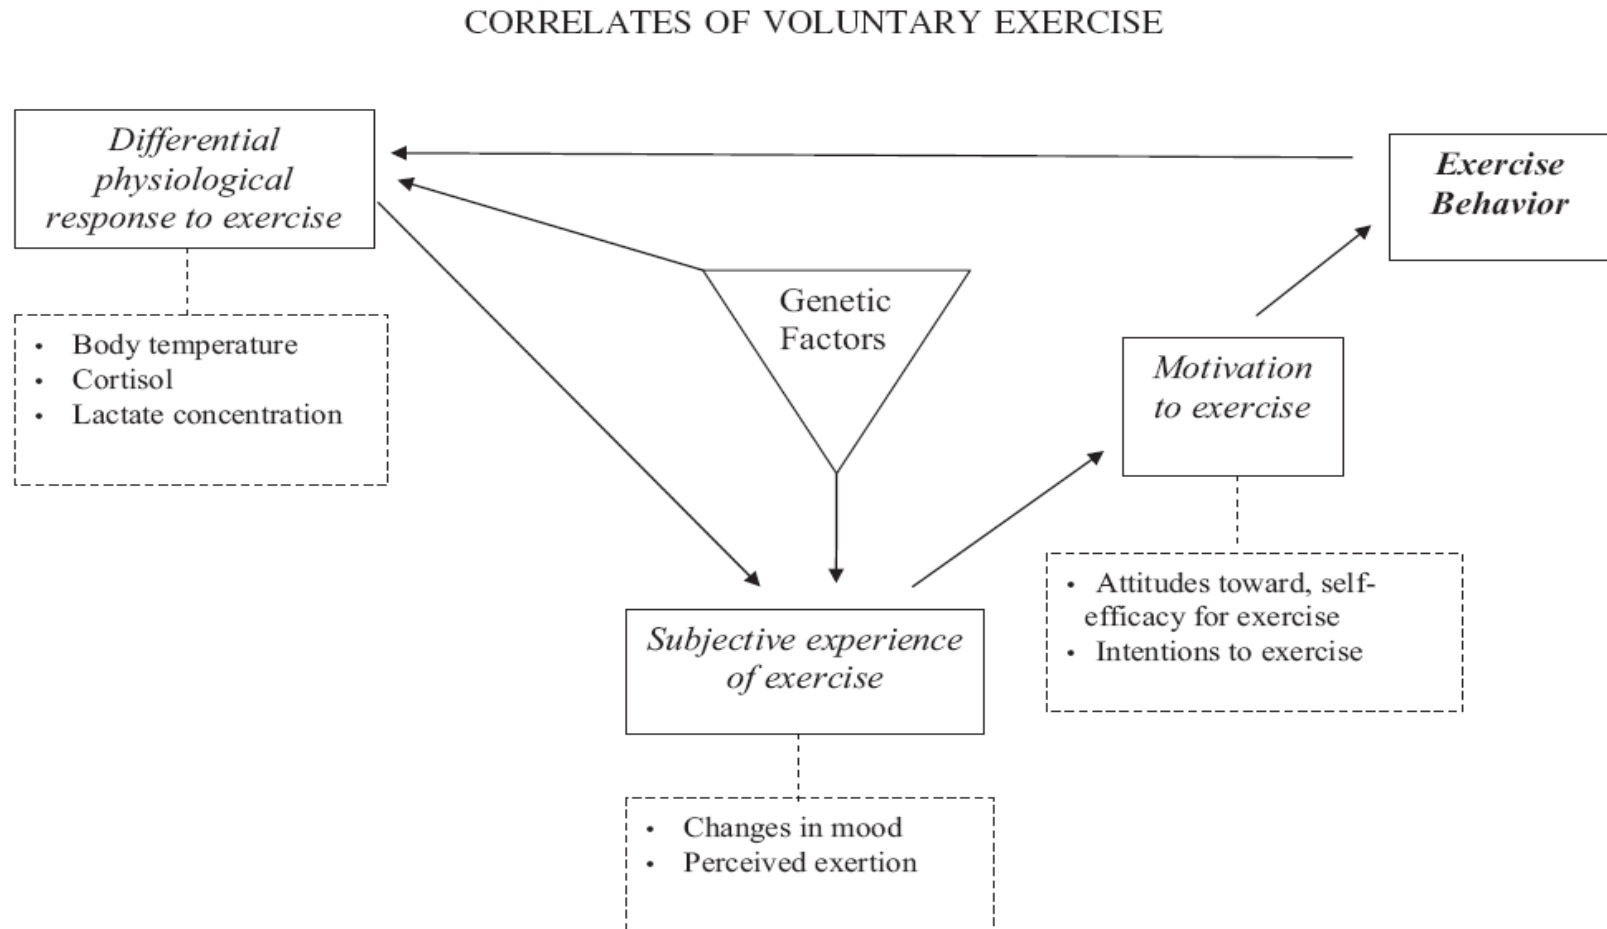 CORRELATES OF VOLUNTARY EXERCISE
Differential
physiological
response to exercise
• Body temperature
• Cortisol
• Lactate concentration
Genetic
Factors
Exercise
Behavior
Motivation
to exercise
• Attitudes toward, self-
efficacy for exercise
• Intentions to exercise
Subjective experience
of exercise
• Changes in mood
• Perceived exertion